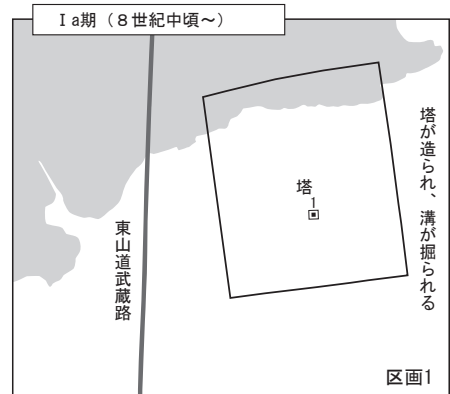 Ⅰa期（８世紀中頃～）
塔が造られ、溝が掘られる
塔
1
東山道武蔵路
区画1